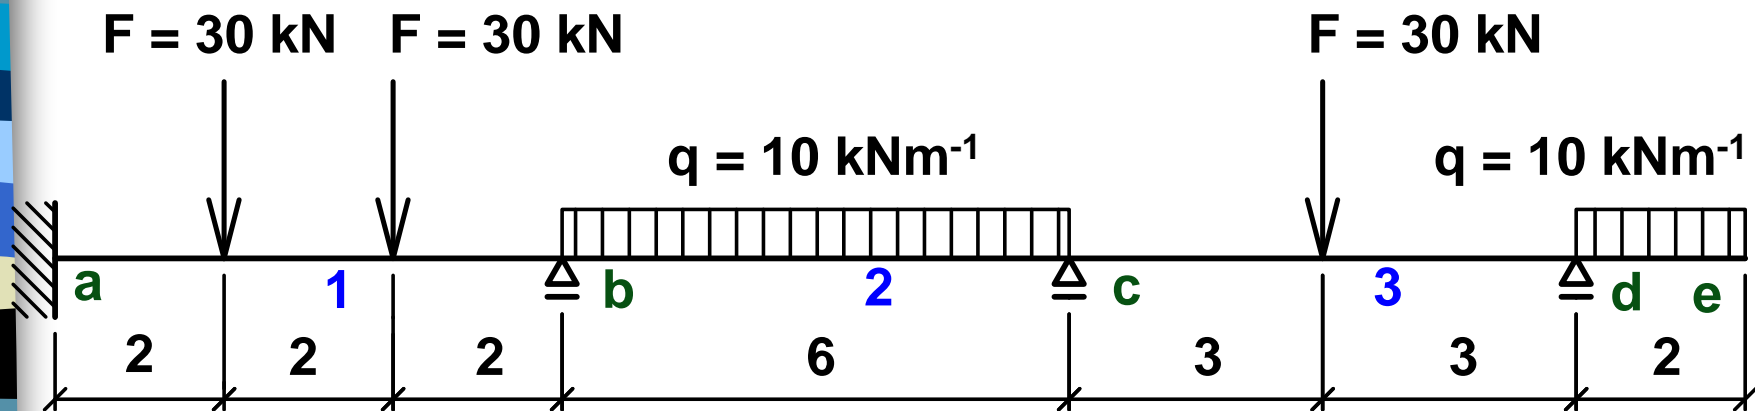 F = 30 kN F = 30 kN F = 30 kN
q = 10 kNm-1 q = 10 kNm-1
a 1 b 2 c 3 d e
2 2 2 6 3 3 2